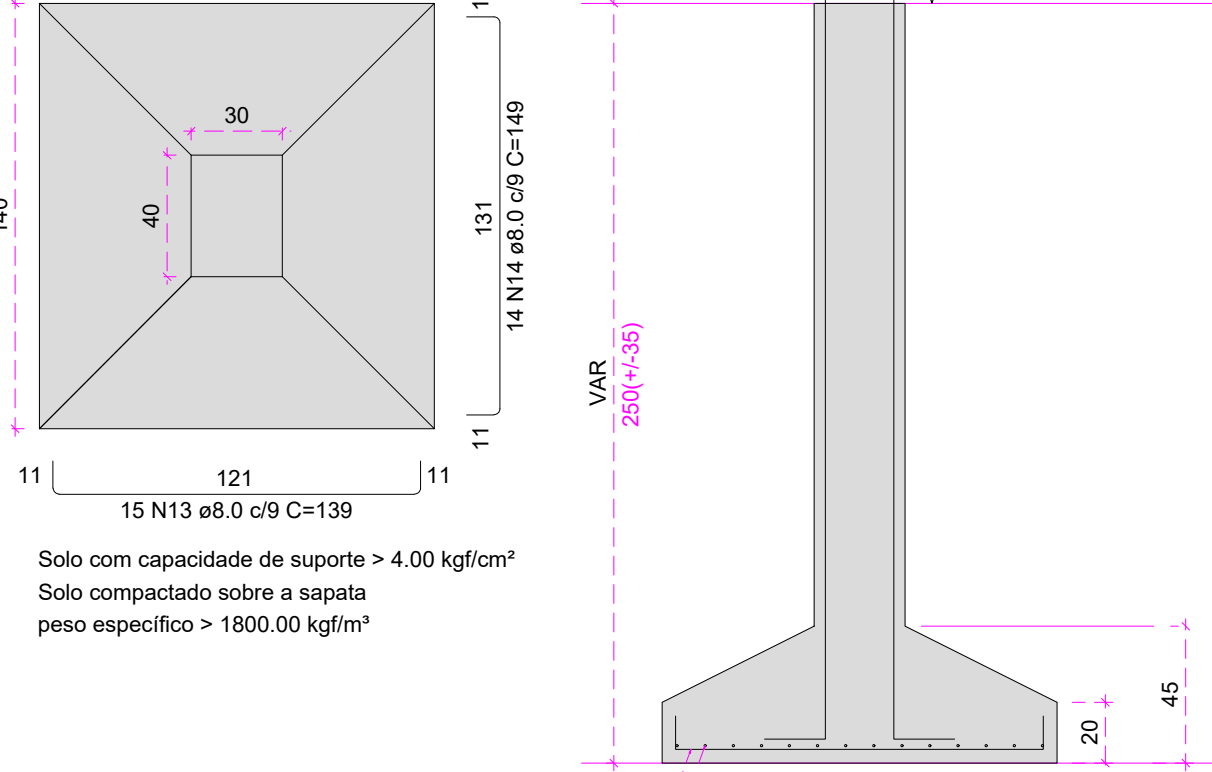 30
40
11
131
14 N14 ø8.0 c/9 C=149
11
11
121
11
15 N13 ø8.0 c/9 C=139
Solo com capacidade de suporte > 4.00 kgf/cm²
Solo compactado sobre a sapata
peso específico > 1800.00 kgf/m³
VAR
250(+/-35)
20
45